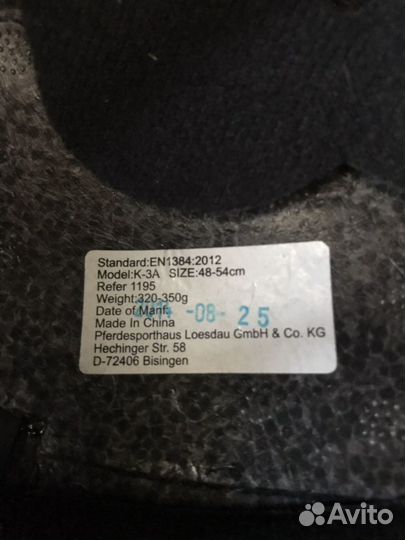 Standard:EN1384:2012
Model:K-3A SIZE:48-54cm
Refer 1195
Weight:320-350g
Date of Manf. -08-25
Made In China
Pferdesporthaus Loesdau GmbH & Co. KG
Hechinger Str. 58
D-72406 Bisingen
Avito